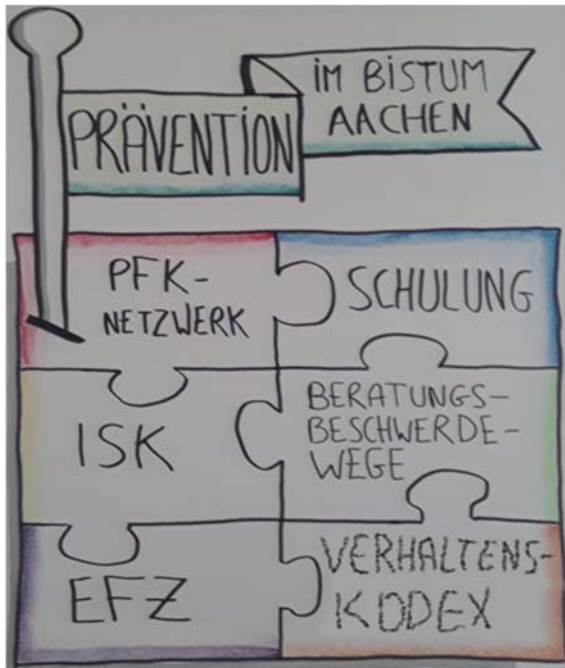 PRÄVENTION
IM BISTUM
AACHEN
PFK-
NETZWERK
SCHULUNG
ISK
BERATUNGS-
BESCHWERDE-
WEGE
EFZ
VERHALTENS-
KODEX